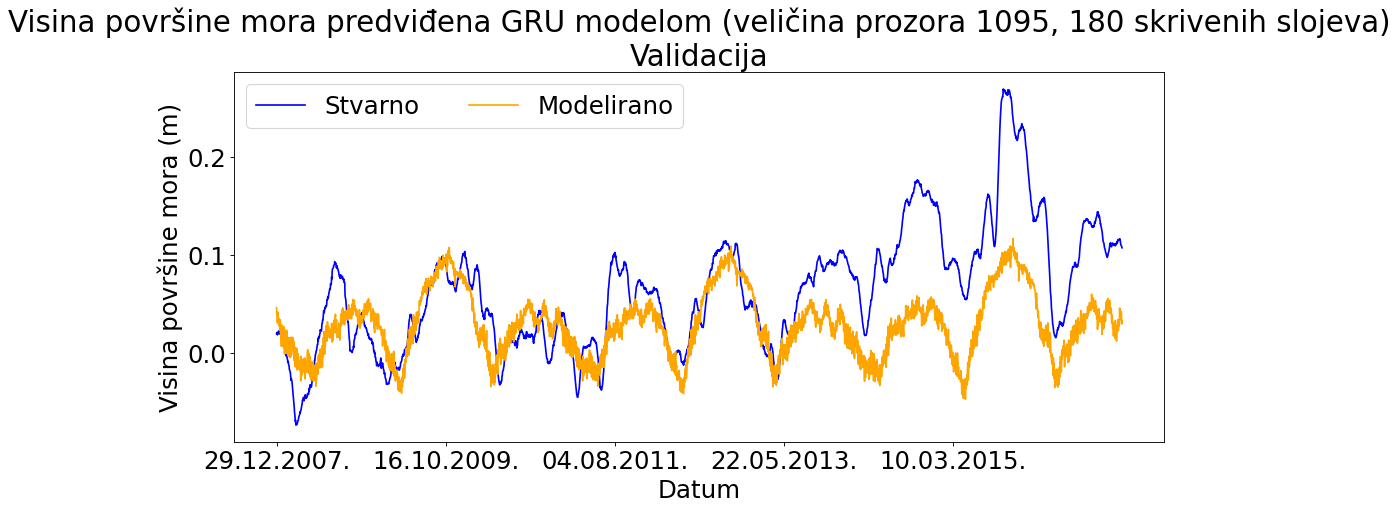 Visina površine mora predviđena GRU modelom (veličina prozora 1095, 180 skrivenih slojeva)
Validacija
Stvarno
Modelirano
Visina površine mora (m)
0.2
0.1
0.0
29.12.2007.
16.10.2009.
04.08.2011.
22.05.2013.
10.03.2015.
Datum